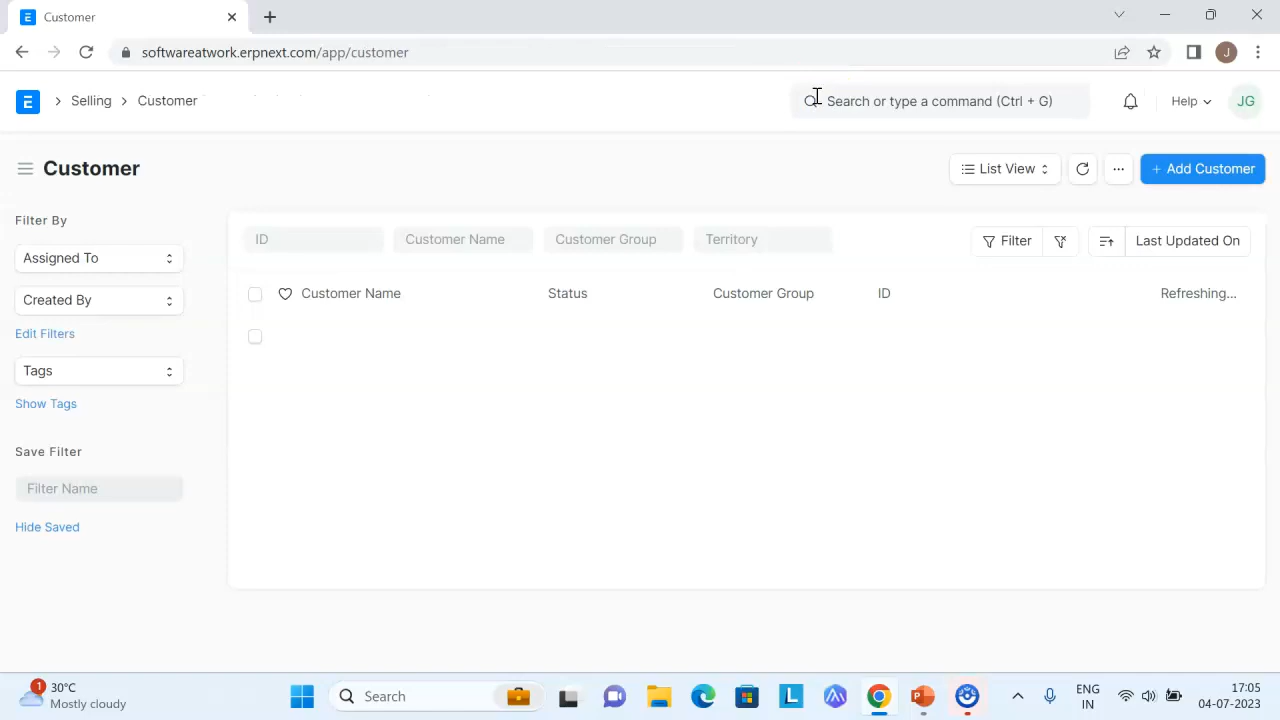 Customer
softwareatwork.erpnext.com/app/customer
J
E
Selling
Customer
Search or type a command (Ctrl + G)
Help
JG
Customer
List View
Add Customer
Filter By
Assigned To
Created By
Edit Filters
Tags
Show Tags
Save Filter
Filter Name
Hide Saved
ID
Customer Name
Customer Group
Territory
Filter
Last Updated On
Customer Name
Status
Customer Group
ID
Refreshing...
1
30°C
Mostly cloudy
Search
L
ENG
IN
17:05
04-07-2023